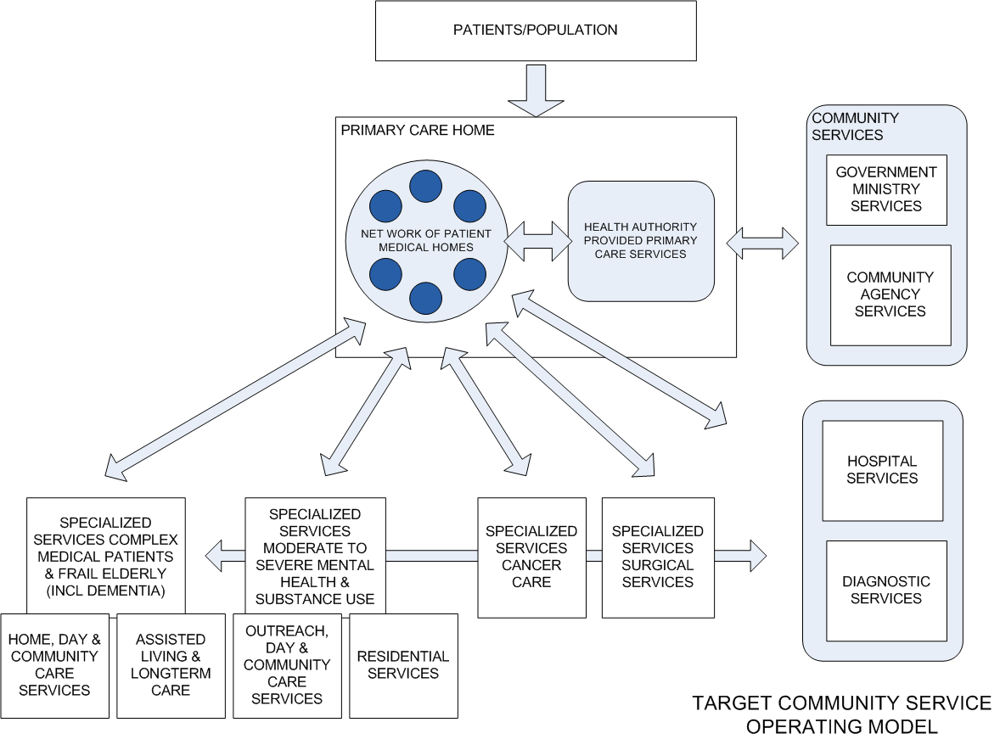 PATIENTS/POPULATION
PRIMARY CARE HOME
NET WORK OF PATIENT
MEDICAL HOMES
HEALTH AUTHORITY
PROVIDED PRIMARY
CARE SERVICES
COMMUNITY
SERVICES
GOVERNMENT
MINISTRY
SERVICES
COMMUNITY
AGENCY
SERVICES
HOSPITAL
SERVICES
DIAGNOSTIC
SERVICES
SPECIALIZED
SERVICES COMPLEX
MEDICAL PATIENTS
& FRAIL ELDERLY
(INCL DEMENTIA)
SPECIALIZED
SERVICES
MODERATE TO
SEVERE MENTAL
HEALTH &
SUBSTANCE USE
SPECIALIZED
SERVICES
CANCER
CARE
SPECIALIZED
SERVICES
SURGICAL
SERVICES
HOME, DAY &
COMMUNITY
CARE
SERVICES
ASSISTED
LIVING &
LONGTERM
CARE
OUTREACH,
DAY &
COMMUNITY
CARE
SERVICES
RESIDENTIAL
SERVICES
TARGET COMMUNITY SERVICE
OPERATING MODEL